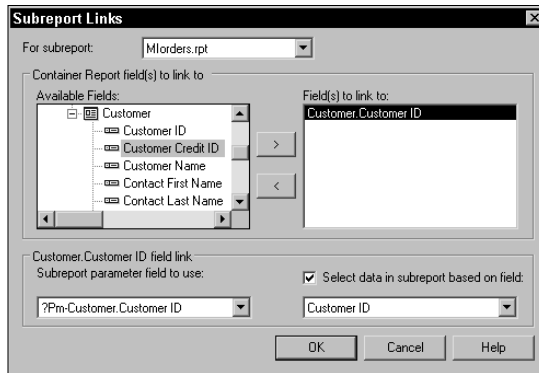 Subreport Links
For subreport: MIorders.rpt
Container Report field(s) to link to
Available Fields:
Customer
Customer ID
Customer Credit ID
Customer Name
Contact First Name
Contact Last Name
>
<
Field(s) to link to:
Customer.Customer ID
Customer.Customer ID field link
Subreport parameter field to use:
?Pm-Customer.Customer ID
Select data in subreport based on field:
Customer ID
OK Cancel Help